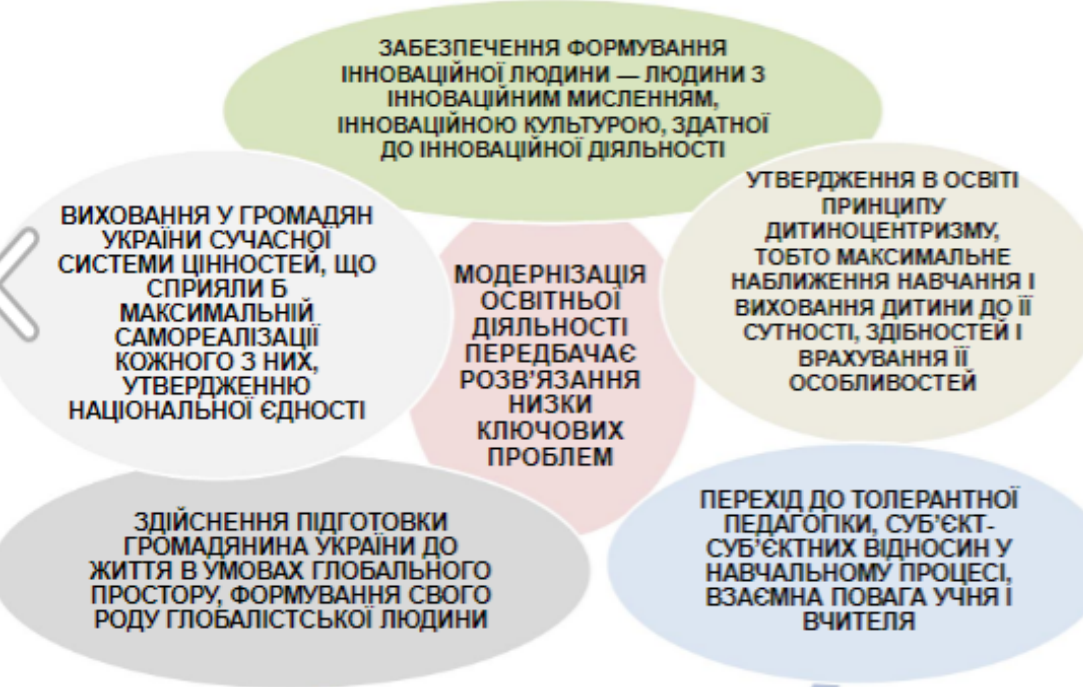 ЗАБЕЗПЕЧЕННЯ ФОРМУВАННЯ
ІННОВАЦІЙНОЇ ЛЮДИНИ — ЛЮДИНИ З
ІННОВАЦІЙНИМ МИСЛЕННЯМ,
ІННОВАЦІЙНОЮ КУЛЬТУРОЮ, ЗДАТНОЇ
ДО ІННОВАЦІЙНОЇ ДІЯЛЬНОСТІ
УТВЕРДЖЕННЯ В ОСВІТІ
ПРИНЦИПУ
ДИТИНОЦЕНТРИЗМУ,
ТОБТО МАКСИМАЛЬНЕ
НАБЛИЖЕННЯ НАВЧАННЯ І
ВИХОВАННЯ ДИТИНИ ДО ЇЇ
СУТНОСТІ, ЗДІБНОСТЕЙ І
ВРАХУВАННЯ ЇЇ
ОСОБЛИВОСТЕЙ
ВИХОВАННЯ У ГРОМАДЯН
УКРАЇНИ СУЧАСНОЇ
СИСТЕМИ ЦІННОСТЕЙ, ЩО
СПРИЯЛИ Б
МАКСИМАЛЬНІЙ
САМОРЕАЛІЗАЦІЇ
КОЖНОГО З НИХ,
УТВЕРДЖЕННЮ
НАЦІОНАЛЬНОЇ ЄДНОСТІ
МОДЕРНІЗАЦІЯ
ОСВІТНЬОЇ
ДІЯЛЬНОСТІ
ПЕРЕДБАЧАЄ
РОЗВ’ЯЗАННЯ
НИЗКИ
КЛЮЧОВИХ
ПРОБЛЕМ
ЗДІЙСНЕННЯ ПІДГОТОВКИ
ГРОМАДЯНИНА УКРАЇНИ ДО
ЖИТТЯ В УМОВАХ ГЛОБАЛЬНОГО
ПРОСТОРУ, ФОРМУВАННЯ СВОГО
РОДУ ГЛОБАЛІСТСЬКОЇ ЛЮДИНИ
ПЕРЕХІД ДО ТОЛЕРАНТНОЇ
ПЕДАГОГІКИ, СУБ’ЄКТ-
СУБ’ЄКТНИХ ВІДНОСИН У
НАВЧАЛЬНОМУ ПРОЦЕСІ,
ВЗАЄМНА ПОВАГА УЧНЯ І
ВЧИТЕЛЯ